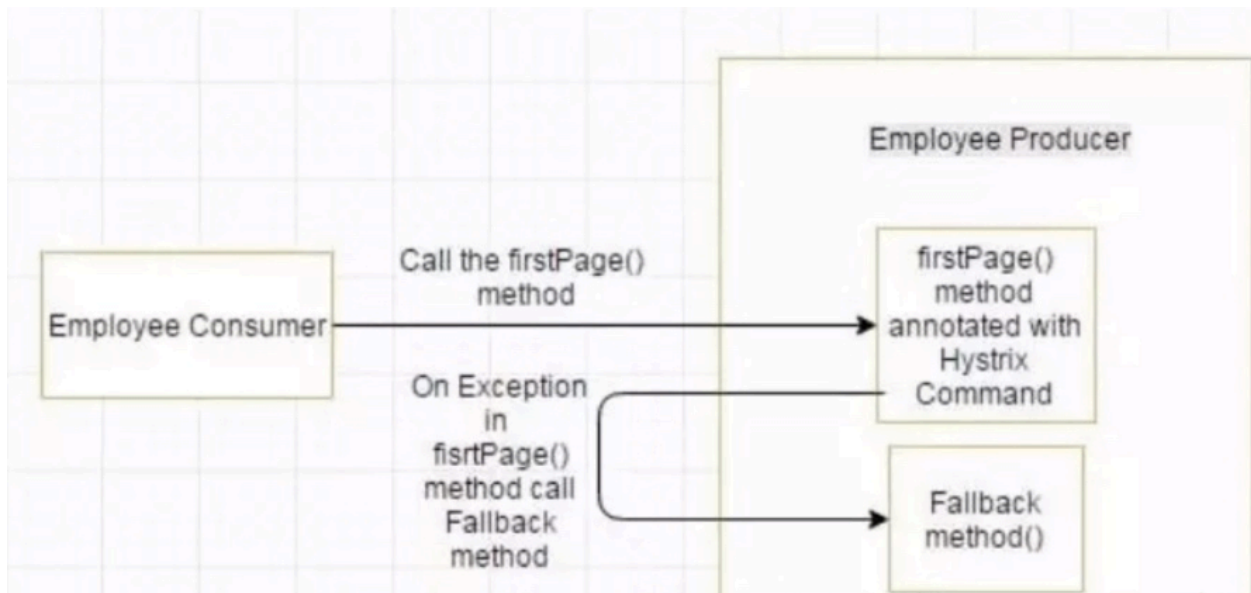 Employee Producer
Employee Consumer
Call the firstPage()
method
firstPage()
method
annotated with
Hystrix
Command
On Exception
in
fisrtPage()
method call
Fallback
method
Fallback
method()